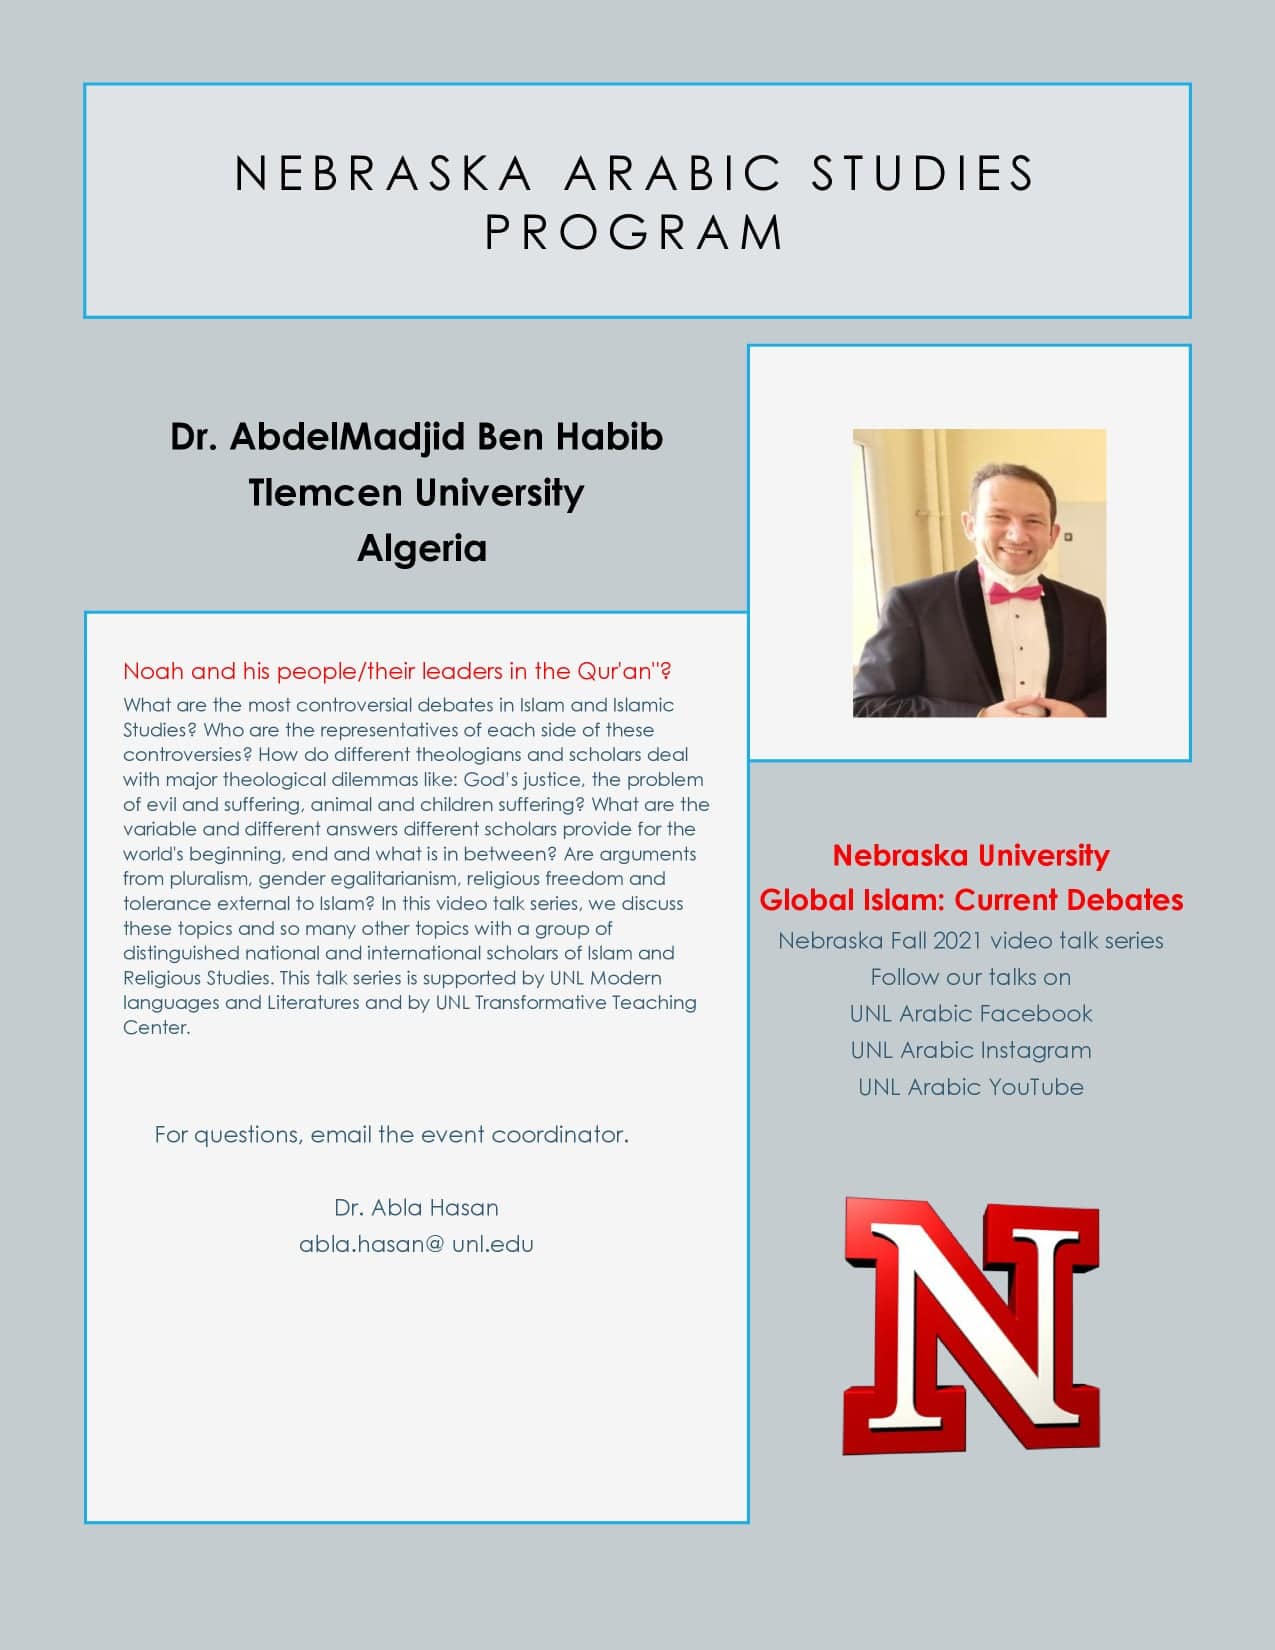 NEBRASKA ARABIC STUDIES
PROGRAM
Dr. AbdelMadjid Ben Habib
Tlemcen University
Algeria
Noah and his people/their leaders in the Qur'an"?
What are the most controversial debates in Islam and Islamic
Studies? Who are the representatives of each side of these
controversies? How do different theologians and scholars deal
with major theological dilemmas like: God's justice, the problem
of evil and suffering, animal and children suffering? What are the
variable and different answers different scholars provide for the
world's beginning, end and what is in between? Are arguments
from pluralism, gender egalitarianism, religious freedom and
tolerance external to Islam? In this video talk series, we discuss
these topics and so many other topics with a group of
distinguished national and international scholars of Islam and
Religious Studies. This talk series is supported by UNL Modern
languages and Literatures and by UNL Transformative Teaching
Center.
For questions, email the event coordinator.
Dr. Abla Hasan
abla.hasan@ unl.edu
Nebraska University
Global Islam: Current Debates
Nebraska Fall 2021 video talk series
Follow our talks on
UNL Arabic Facebook
UNL Arabic Instagram
UNL Arabic YouTube
N